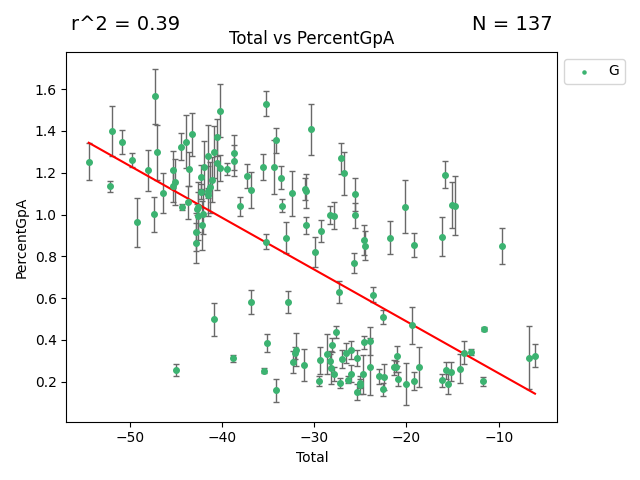 r^2 = 0.39
N = 137
Total vs PercentGpA
G
PercentGpA
1.6
1.4
1.2
1.0
0.8
0.6
0.4
0.2
−50 −40 −30 −20 −10
Total